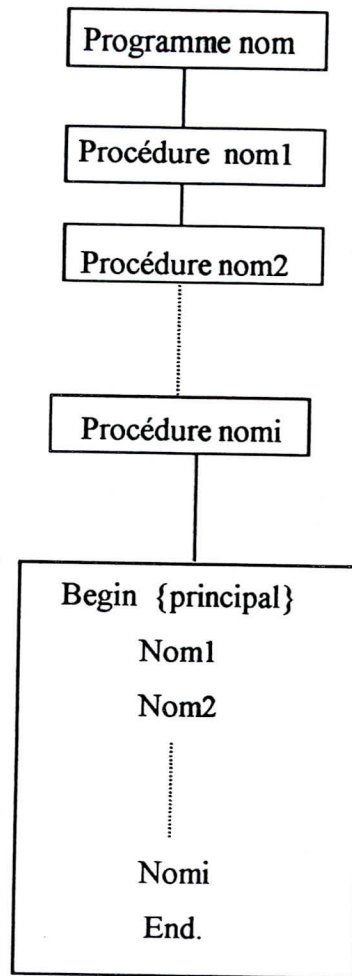 Programme nom
Procédure nom1
Procédure nom2
Procédure nomi
Begin {principal}
Nom1
Nom2
Nomi
End.